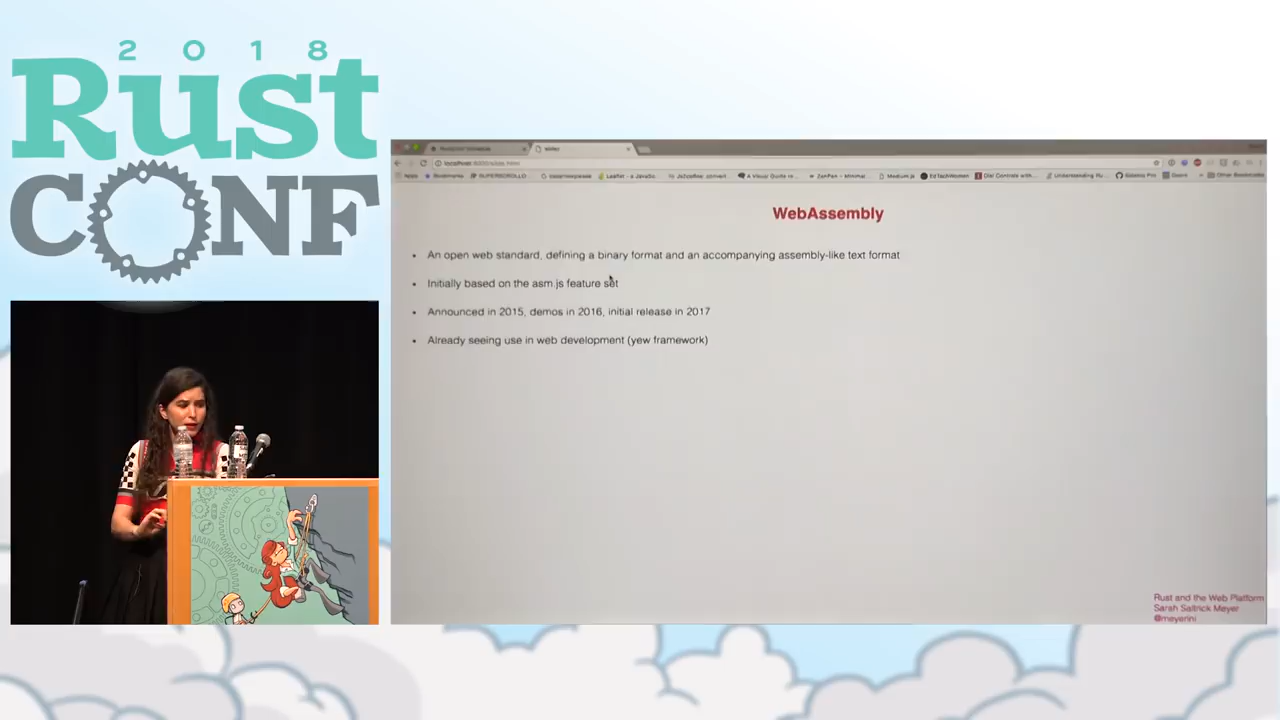 2018
Rust
CONF
WebAssembly
An open web standard, defining a binary format and an accompanying assembly-like text format
Initially based on the asm.js feature set
Announced in 2015, demos in 2016, initial release in 2017
Already seeing use in web development (yew framework)
Rust and the Web Platform
Sarah Saltrick Meyer
@meyerini